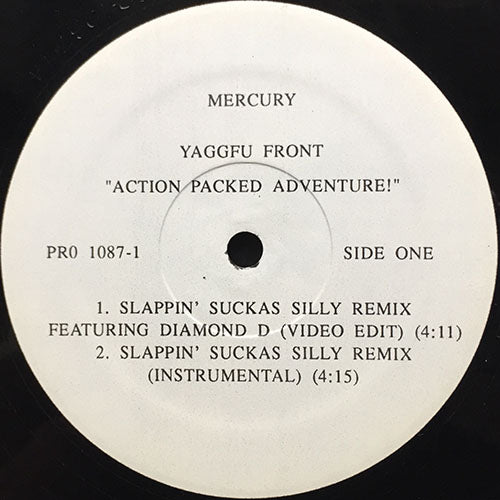 MERCURY
YAGGFU FRONT
"ACTION PACKED ADVENTURE!"
PR0 1087-1 SIDE ONE
1. SLAPPIN' SUCKAS SILLY REMIX
FEATURING DIAMOND D (VIDEO EDIT) (4:11)
2. SLAPPIN' SUCKAS SILLY REMIX
(INSTRUMENTAL) (4:15)